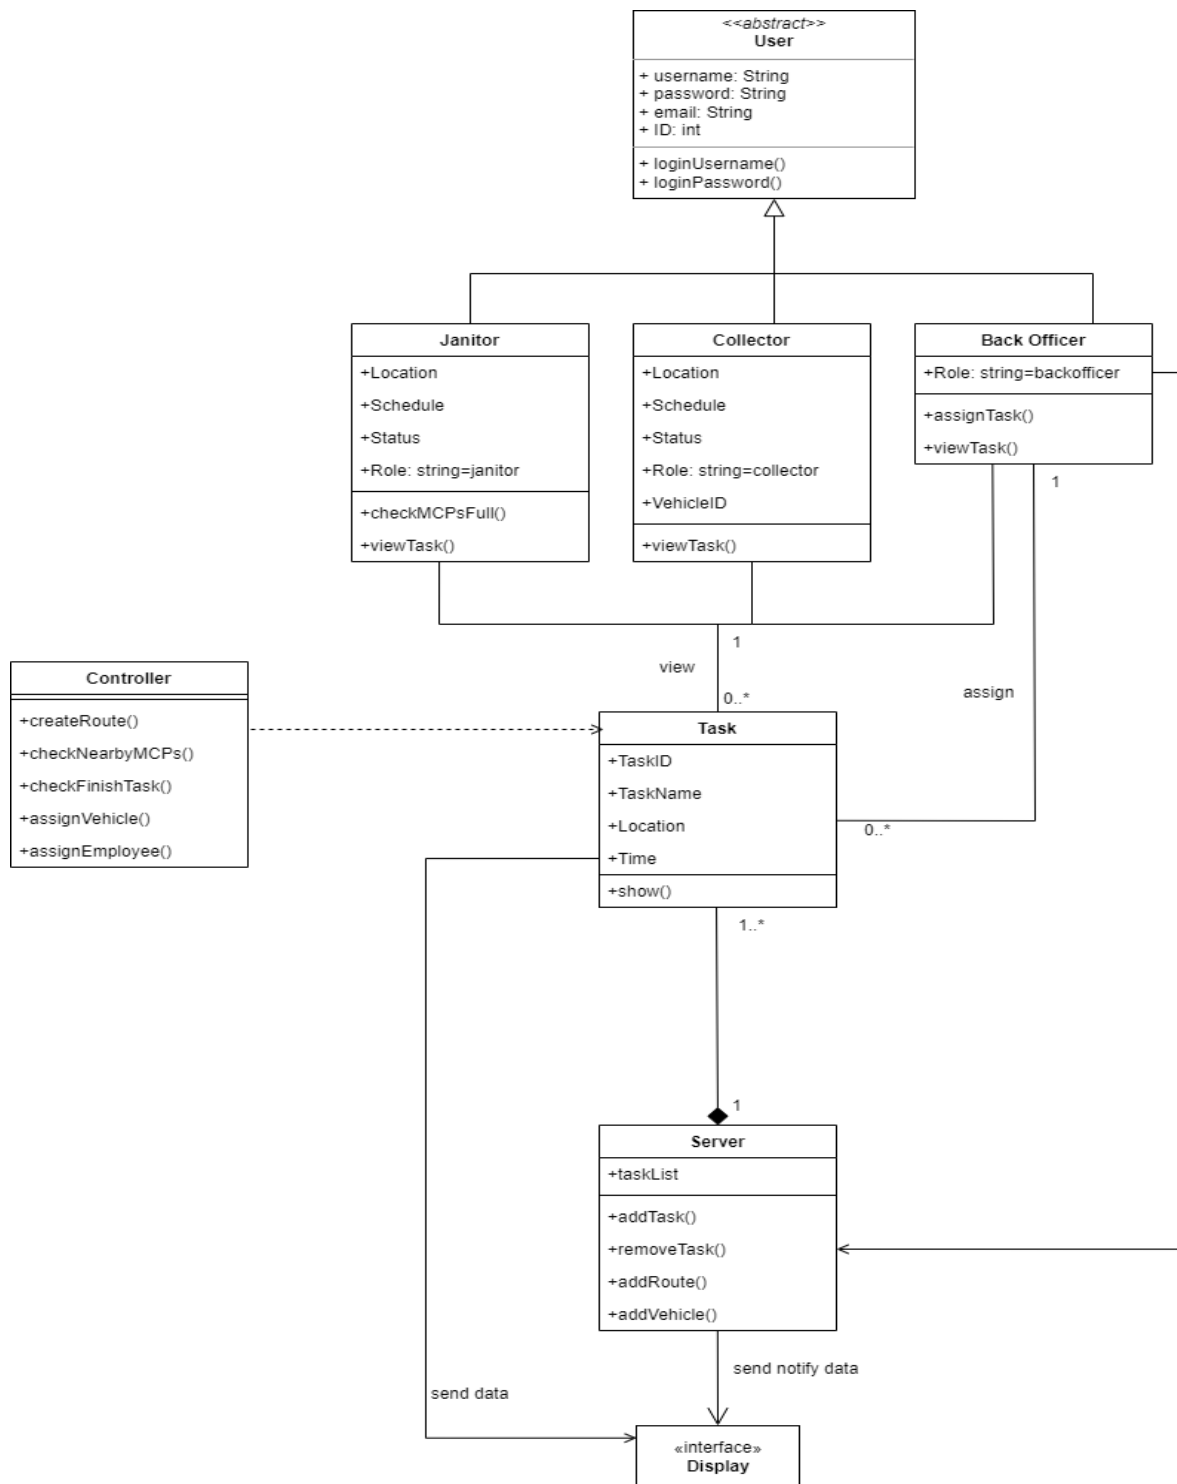 <<abstract>>
User
+ username: String
+ password: String
+ email: String
+ ID: int
+ loginUsername()
+ loginPassword()
Janitor
+Location
+Schedule
+Status
+Role: string=janitor
+checkMCPsFull()
+viewTask()
Collector
+Location
+Schedule
+Status
+Role: string=collector
+VehicleID
+viewTask()
Back Officer
+Role: string=backofficer
+assignTask()
+viewTask()
1
1
view
0..*
assign
Controller
+createRoute()
+checkNearbyMCPs()
+checkFinishTask()
+assignVehicle()
+assignEmployee()
Task
+TaskID
+TaskName
+Location
+Time
+show()
0..*
1..*
1
Server
+taskList
+addTask()
+removeTask()
+addRoute()
+addVehicle()
send notify data
send data
«interface»
Display